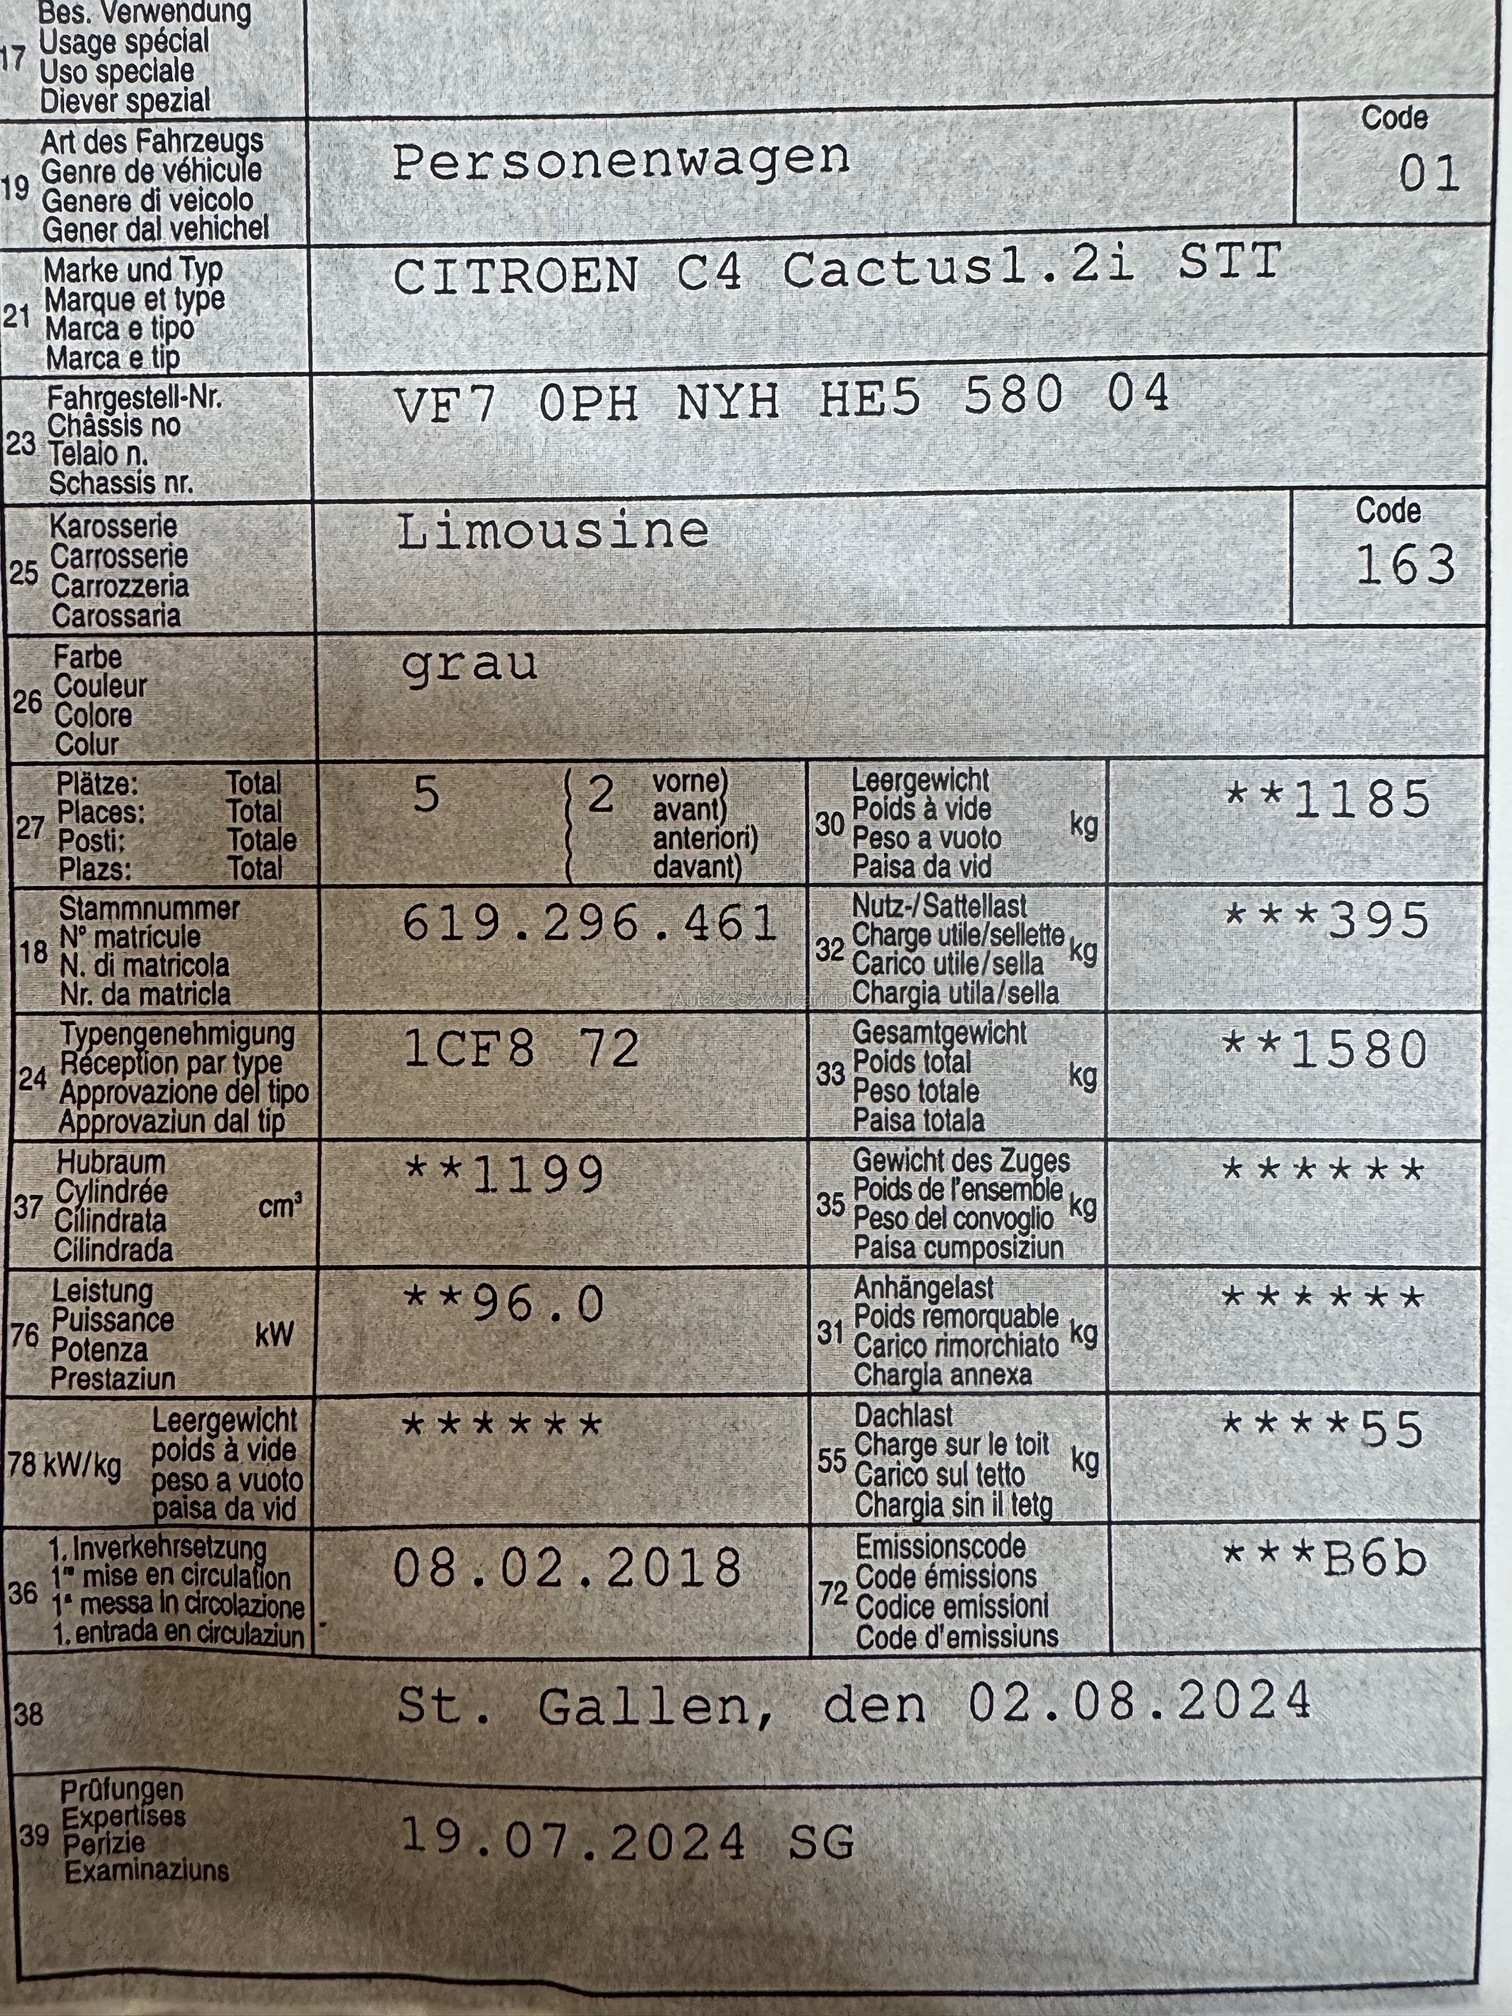 17 Bes. Verwendung
Usage spécial
Uso speciale
Diever spezial
19 Art des Fahrzeugs
Genre de véhicule
Genere di veicolo
Gener dal vehichel
Personenwagen
Code
01
21 Marke und Typ
Marque et type
Marca e tipo
Marca e tip
CITROEN C4 Cactus1.2i STT
23 Fahrgestell-Nr.
Châssis no
Telaio n.
Schassis nr.
VF7 0PH NYH HE5 580 04
25 Karosserie
Carrosserie
Carrozzeria
Carossaria
Limousine
Code
163
26 Farbe
Couleur
Colore
Colur
grau
27 Plätze: Total
Places: Total
Posti: Totale
Plazs: Total
5 (2 vorne)
( avant)
( anteriori)
( davant)
30 Leergewicht
Poids à vide
Peso a vuoto
Paisa da vid
kg
**1185
18 Stammnummer
N° matricule
N. di matricola
Nr. da matricla
619.296.461
32 Nutz-/Sattellast
Charge utile/sellette
Carico utile/sella
Chargia utila/sella
kg
***395
AutaZeSzwajcarii.pl
24 Typengenehmigung
Réception par type
Approvazione del tipo
Approvaziun dal tip
1CF8 72
33 Gesamtgewicht
Poids total
Peso totale
Paisa totala
kg
**1580
37 Hubraum
Cylindrée
Cilindrata
Cilindrada
cm³
**1199
35 Gewicht des Zuges
Poids de l'ensemble
Peso del convoglio
Paisa cumposiziun
kg
******
76 Leistung
Puissance
Potenza
Prestaziun
kW
**96.0
31 Anhängelast
Poids remorquable
Carico rimorchiato
Chargia annexa
kg
******
78 kW/kg Leergewicht
poids à vide
peso a vuoto
paisa da vid
******
55 Dachlast
Charge sur le toit
Carico sul tetto
Chargia sin il tetg
kg
****55
36 1. Inverkehrsetzung
1re mise en circulation
1a messa in circolazione
1. entrada en circulaziun
08.02.2018
72 Emissionscode
Code émissions
Codice emissioni
Code d'emissiuns
***B6b
38 St. Gallen, den 02.08.2024
39 Prüfungen
Expertises
Perizie
Examinaziuns
19.07.2024 SG